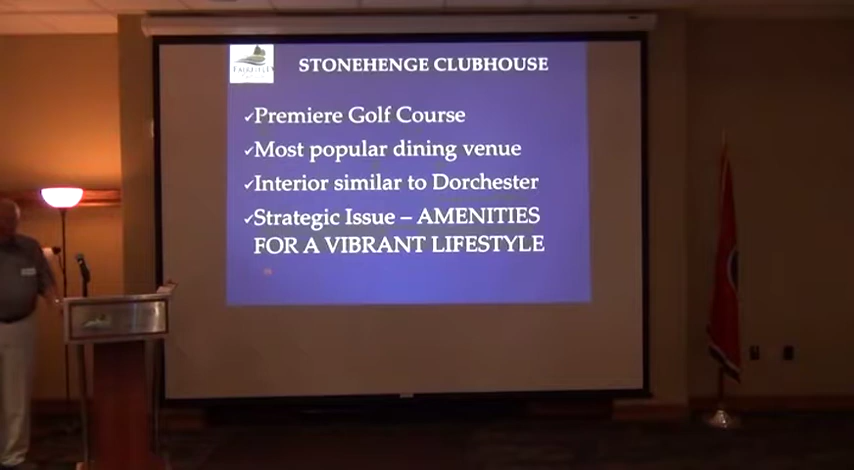 STONEHENGE CLUBHOUSE
✓Premiere Golf Course
✓Most popular dining venue
✓Interior similar to Dorchester
✓Strategic Issue – AMENITIES
FOR A VIBRANT LIFESTYLE